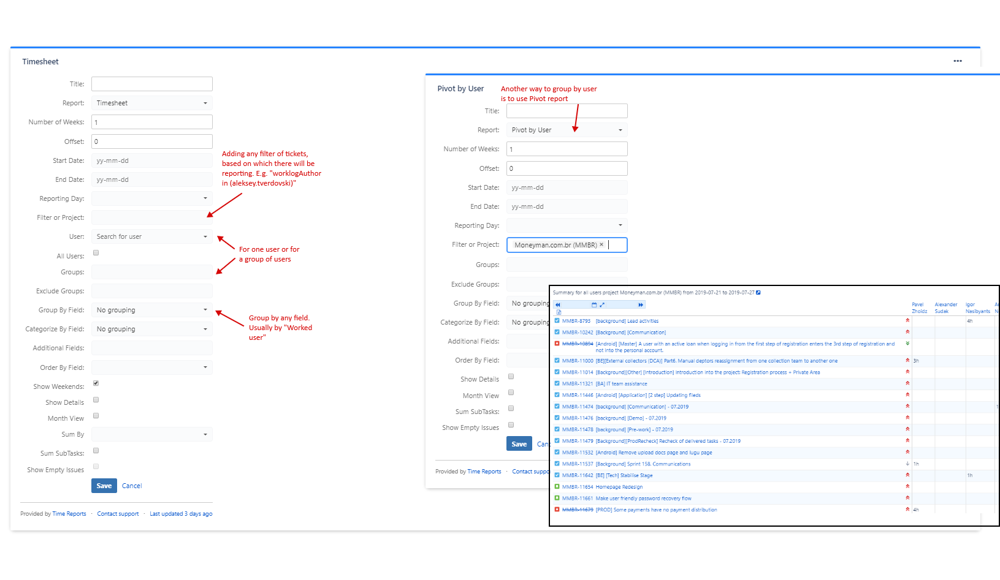 Timesheet
•••
Title:
Report: Timesheet
Number of Weeks: 1
Offset: 0
Start Date: yy-mm-dd
End Date: yy-mm-dd
Reporting Day:
Filter or Project:
User: Search for user
All Users:
Groups:
Exclude Groups:
Group By Field: No grouping
Categorize By Field: No grouping
Additional Fields:
Order By Field:
Show Weekends:
Show Details
Month View
Sum By
Sum SubTasks:
Show Empty Issues
Save Cancel
Provided by Time Reports · Contact support · Last updated 3 days ago
Adding any filter of tickets,
based on which there will be
reporting. E.g. "worklogAuthor
in (aleksey.tverdovski)"
For one user or for
a group of users
Group by any field.
Usually by "Worked
user"
Pivot by User
Another way to group by user
is to use Pivot report
Title:
Report: Pivot by User
Number of Weeks: 1
Offset: 0
Start Date: yy-mm-dd
End Date: yy-mm-dd
Reporting Day:
Filter or Project: Moneyman.com.br (MMBR) ×
Groups:
Exclude Groups:
Group By Field: No grouping
Categorize By Field: No grouping
Additional Fields:
Order By Field:
Show Details
Month View
Sum SubTasks:
Show Empty Issues
Save Can
Provided by Time Reports · Contact suppo
Summary for all users project Moneyman.com.br (MMBR) from 2019-07-21 to 2019-07-27
Pavel Alexander Igor
Zhoidz Sudak Nasibyants N
MMBR-8793 [background] Lead activities 4h
MMBR-10242 [Background] [Communication]
MMBR-10894 [Android] [Master] A user with an active loan when logging in from the first step of registration enters the 3rd step of registration and
not into the personal account.
MMBR-11000 [BE][External collectors (DCA)] Part6. Manual deptors reassignment from one collection team to another one 3h
MMBR-11014 [Background][Other] [Introduction] Introduction into the project: Registration process + Private Area
MMBR-11321 [BA] IT team assistance
MMBR-11446 [Android] [Application] [2 step] Updating fileds
MMBR-11474 [background] [Communication] - 07.2019 1
MMBR-11476 [background] [Demo] - 07.2019
MMBR-11478 [background] [Pre-work] - 07.2019
MMBR-11479 [Background][ProdRecheck] Recheck of delivered tasks - 07.2019
MMBR-11532 [Android] Remove upload docs page and Iugu page
MMBR-11537 [Background] Sprint 158. Communications 1h
MMBR-11642 [BE] [Tech] Stabilise Stage 1h
MMBR-11654 Homepage Redesign
MMBR-11661 Make user friendly password recovery flow
MMBR-11679 [PROD] Some payments have no payment distribution 4h